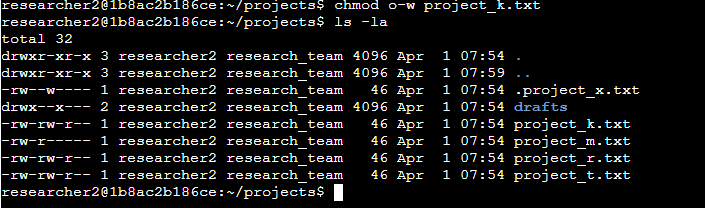 researcher2@1b8ac2b186ce:~/projects$ chmod o-w project_k.txt
researcher2@1b8ac2b186ce:~/projects$ ls -la
total 32
drwxr-xr-x 3 researcher2 research_team 4096 Apr  1 07:54 .
drwxr-xr-x 3 researcher2 research_team 4096 Apr  1 07:59 ..
-rw--w---- 1 researcher2 research_team   46 Apr  1 07:54 .project_x.txt
drwx--x--- 2 researcher2 research_team 4096 Apr  1 07:54 drafts
-rw-rw-r-- 1 researcher2 research_team   46 Apr  1 07:54 project_k.txt
-rw-r----- 1 researcher2 research_team   46 Apr  1 07:54 project_m.txt
-rw-rw-r-- 1 researcher2 research_team   46 Apr  1 07:54 project_r.txt
-rw-rw-r-- 1 researcher2 research_team   46 Apr  1 07:54 project_t.txt
researcher2@1b8ac2b186ce:~/projects$